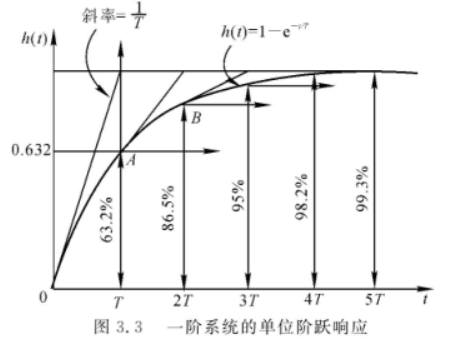 斜率=1/T
h(t)
h(t)=1−e^{−t/T}
0.632
A
B
63.2%
86.5%
95%
98.2%
99.3%
0
T
2T
3T
4T
5T
t
图 3.3 一阶系统的单位阶跃响应